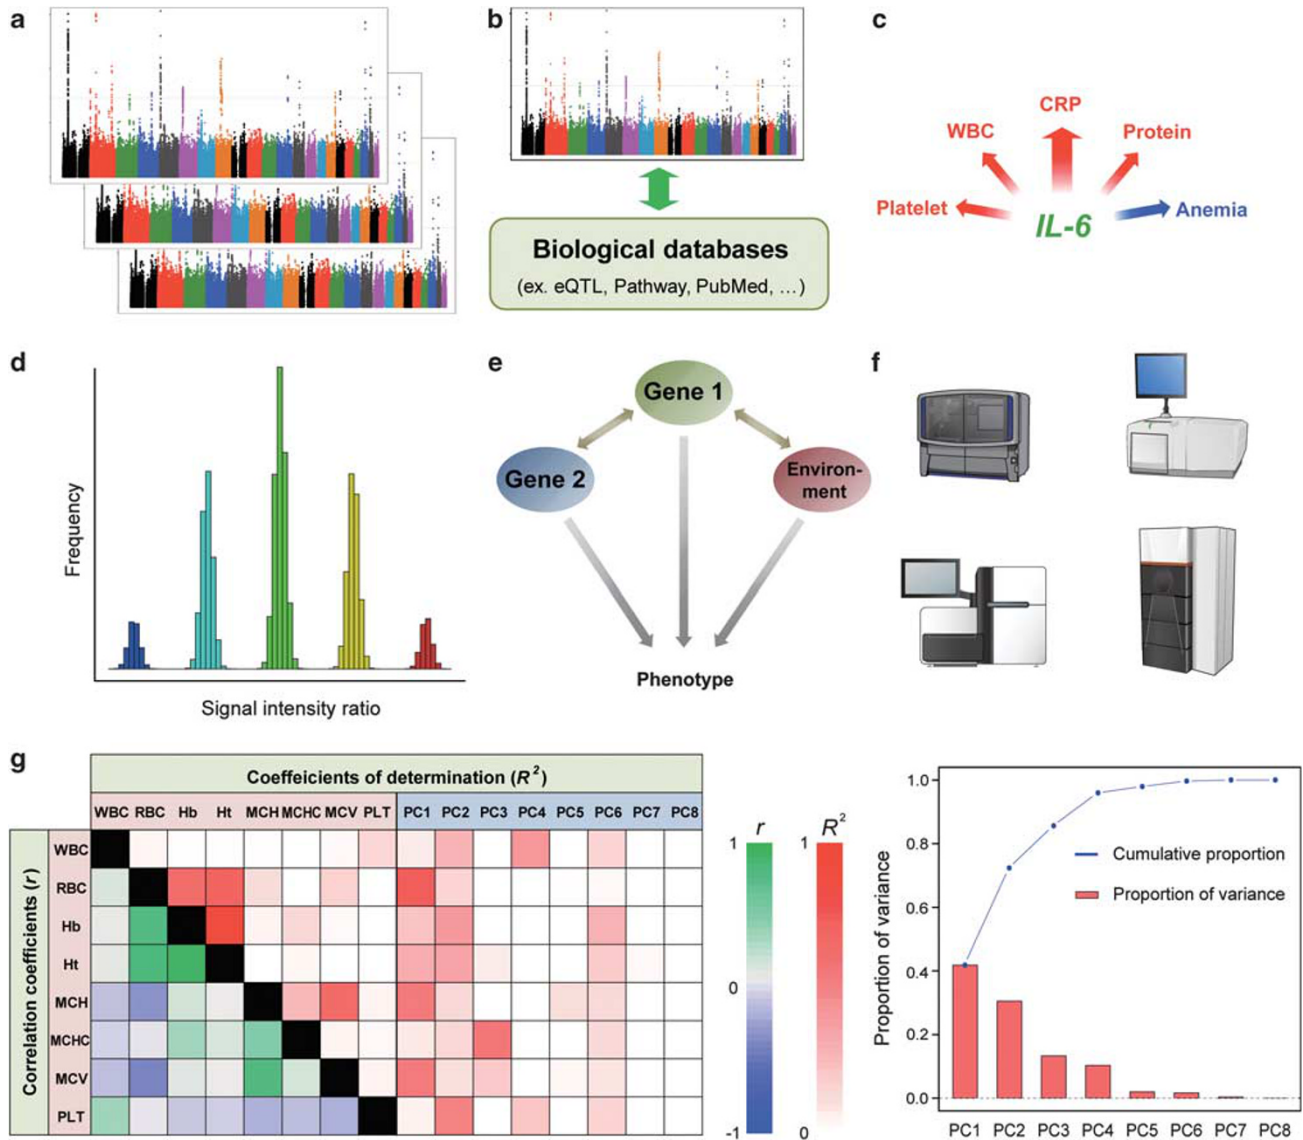 a
b
c
Biological databases
(ex. eQTL, Pathway, PubMed, ...)
CRP
WBC
Protein
Platelet
Anemia
IL-6
d
Frequency
Signal intensity ratio
e
Gene 1
Gene 2
Environ-
ment
Phenotype
f
g
Coeffeicients of determination (R²)
WBC RBC Hb Ht MCH MCHC MCV PLT PC1 PC2 PC3 PC4 PC5 PC6 PC7 PC8
Correlation coefficients (r)
WBC
RBC
Hb
Ht
MCH
MCHC
MCV
PLT
r
1
0
-1
R²
1
0
Proportion of variance
1.0
0.8
0.6
0.4
0.2
0.0
Cumulative proportion
Proportion of variance
PC1 PC2 PC3 PC4 PC5 PC6 PC7 PC8